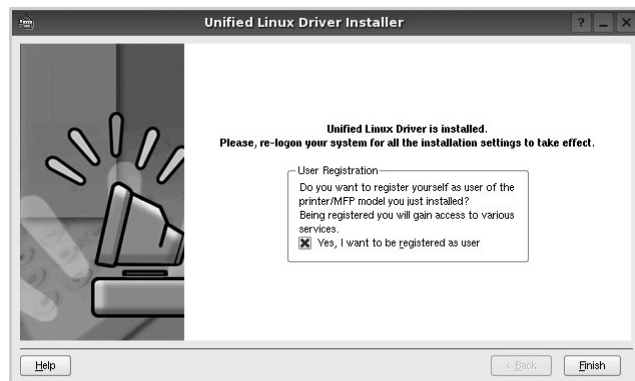 Unified Linux Driver Installer
? _ X
Unified Linux Driver is installed.
Please, re-logon your system for all the installation settings to take effect.
User Registration
Do you want to register yourself as user of the
printer/MFP model you just installed?
Being registered you will gain access to various
services.
Yes, I want to be registered as user
Help
< Back
Finish